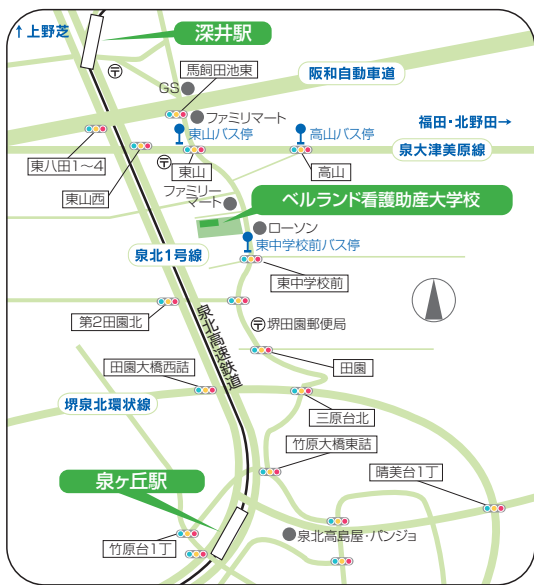 ↑上野芝
深井駅
〒
GS
馬飼田池東
阪和自動車道
ファミリマート
東山バス停
高山バス停
福田・北野田→
泉大津美原線
東八田1～4
東山西
〒
東山
高山
ファミリー
マート
ベルランド看護助産大学校
ローソン
東中学校前バス停
泉北1号線
東中学校前
第2田園北
泉北高速鉄道
〒堺田園郵便局
田園大橋西詰
田園
堺泉北環状線
三原台北
竹原大橋東詰
晴美台1丁
泉ヶ丘駅
竹原台1丁
泉北高島屋・パンジョ